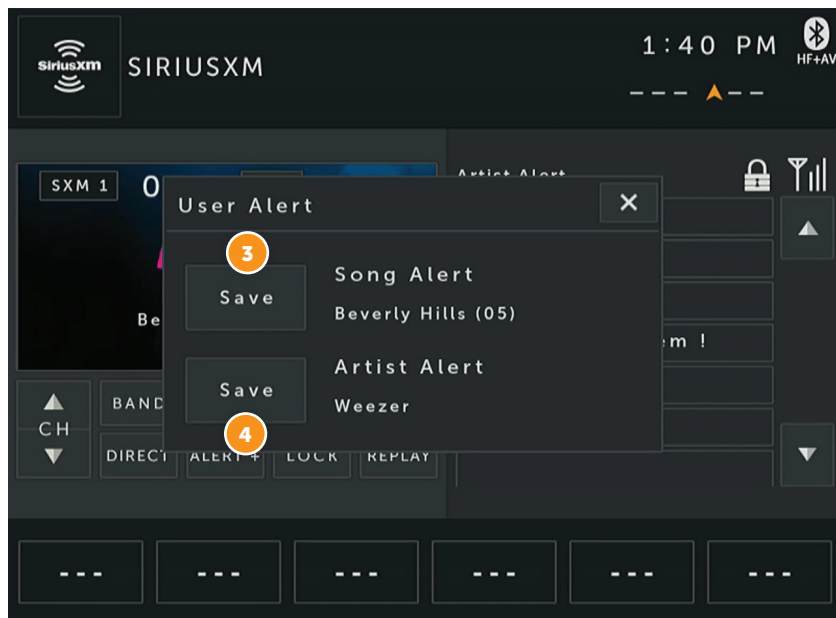 siriusxm
SIRIUSXM
1:40 PM
HF+AV
--- --
SXM 1
Artist Alert
User Alert
3
Save
Song Alert
Beverly Hills (05)
Save
Artist Alert
Weezer
4
CH
DIRECT ALERT + LOCK REPLAY
--- --- --- --- --- ---